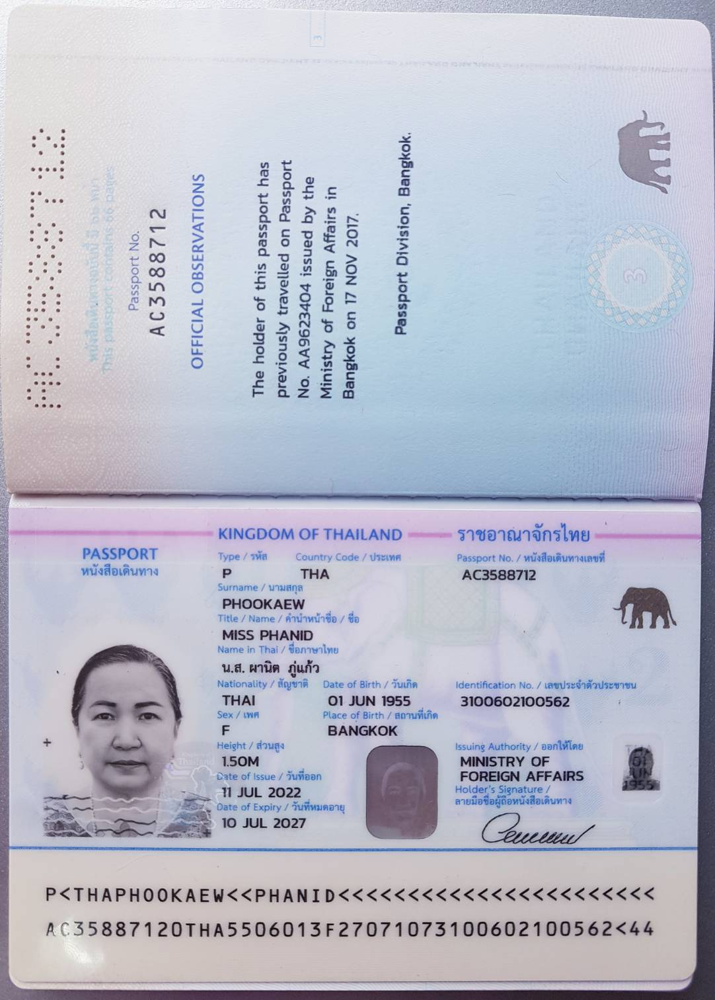 3
AC3588712
หนังสือเดินทางฉบับนี้ มี ๖๖ หน้า
This passport contains 66 pages
Passport No.
AC3588712
OFFICIAL OBSERVATIONS
The holder of this passport has
previously travelled on Passport
No. AA9623404 issued by the
Ministry of Foreign Affairs in
Bangkok on 17 NOV 2017.
Passport Division, Bangkok.
3
KINGDOM OF THAILAND ราชอาณาจักรไทย
PASSPORT
หนังสือเดินทาง
Type / รหัส Country Code / ประเทศ Passport No. / หนังสือเดินทางเลขที่
P THA AC3588712
Surname / นามสกุล
PHOOKAEW
Title / Name / คำนำหน้าชื่อ / ชื่อ
MISS PHANID
Name in Thai / ชื่อภาษาไทย
น.ส. ผานิต ภู่แก้ว
Nationality / สัญชาติ Date of Birth / วันเกิด Identification No. / เลขประจำตัวประชาชน
THAI 01 JUN 1955 3100602100562
Sex / เพศ Place of Birth / สถานที่เกิด
F BANGKOK
Height / ส่วนสูง Issuing Authority / ออกให้โดย
1.50M MINISTRY OF
FOREIGN AFFAIRS
Date of Issue / วันที่ออก Holder's Signature /
11 JUL 2022 ลายมือชื่อผู้ถือหนังสือเดินทาง
Date of Expiry / วันที่หมดอายุ
10 JUL 2027
Thailand
THA
01
JUN
1955
P<THAPHOOKAEW<<PHANID<<<<<<<<<<<<<<<<<<<<<<<
AC35887120THA5506013F27071073100602100562<44